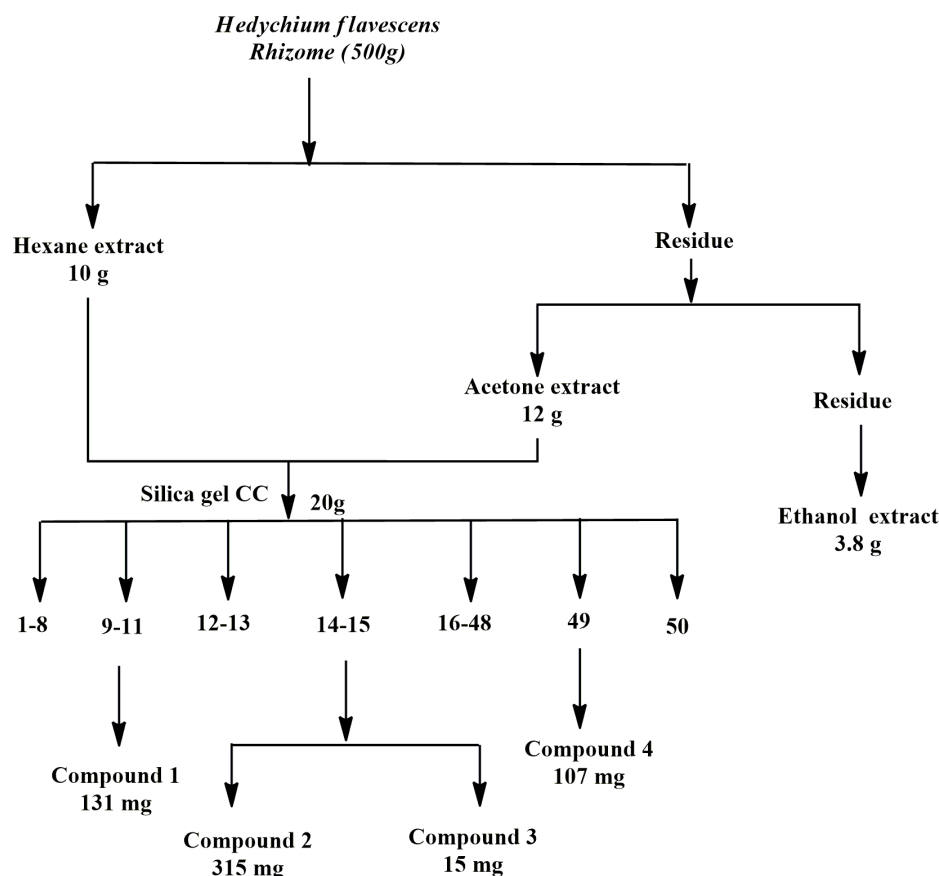 Hedychium flavescens
Rhizome (500g)
Hexane extract
10 g
Residue
Acetone extract
12 g
Residue
Silica gel CC
20g
Ethanol extract
3.8 g
1-8
9-11
12-13
14-15
16-48
49
50
Compound 1
131 mg
Compound 4
107 mg
Compound 2
315 mg
Compound 3
15 mg